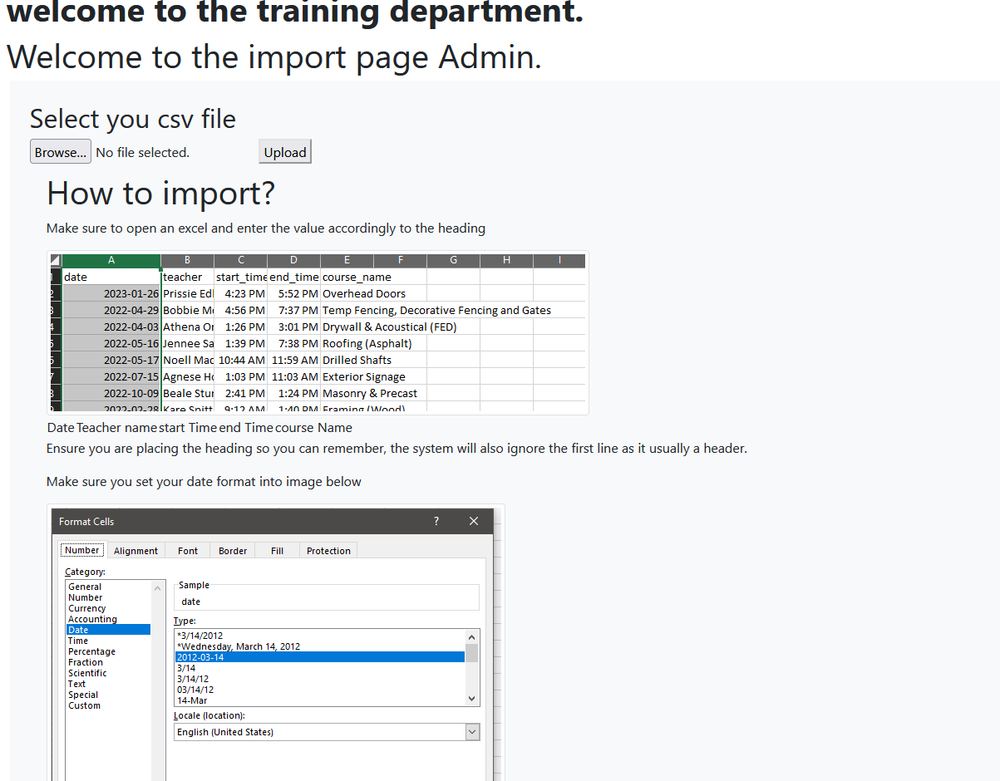 welcome to the training department.
Welcome to the import page Admin.
Select you csv file
Browse... No file selected. Upload
How to import?
Make sure to open an excel and enter the value accordingly to the heading
A B C D E F G H I
1 date teacher start_time end_time course_name
2 2023-01-26 Prissie Edl 4:23 PM 5:52 PM Overhead Doors
3 2022-04-29 Bobbie Mc 4:56 PM 7:37 PM Temp Fencing, Decorative Fencing and Gates
4 2022-04-03 Athena Or 1:26 PM 3:01 PM Drywall & Acoustical (FED)
5 2022-05-16 Jennee Sa 1:39 PM 7:38 PM Roofing (Asphalt)
6 2022-05-17 Noell Mac 10:44 AM 11:59 AM Drilled Shafts
7 2022-07-15 Agnese Ho 1:03 PM 11:03 AM Exterior Signage
8 2022-10-09 Beale Stur 2:41 PM 1:24 PM Masonry & Precast
9 2022-02-28 Kare Spitt 9:12 AM 1:40 PM Framing (Wood)
Date Teacher name start Time end Time course Name
Ensure you are placing the heading so you can remember, the system will also ignore the first line as it usually a header.
Make sure you set your date format into image below
Format Cells ? ×
Number Alignment Font Border Fill Protection
Category:
General
Number
Currency
Accounting
Date
Time
Percentage
Fraction
Scientific
Text
Special
Custom
Sample
date
Type:
*3/14/2012
*Wednesday, March 14, 2012
2012-03-14
3/14
3/14/12
03/14/12
14-Mar
Locale (location):
English (United States)